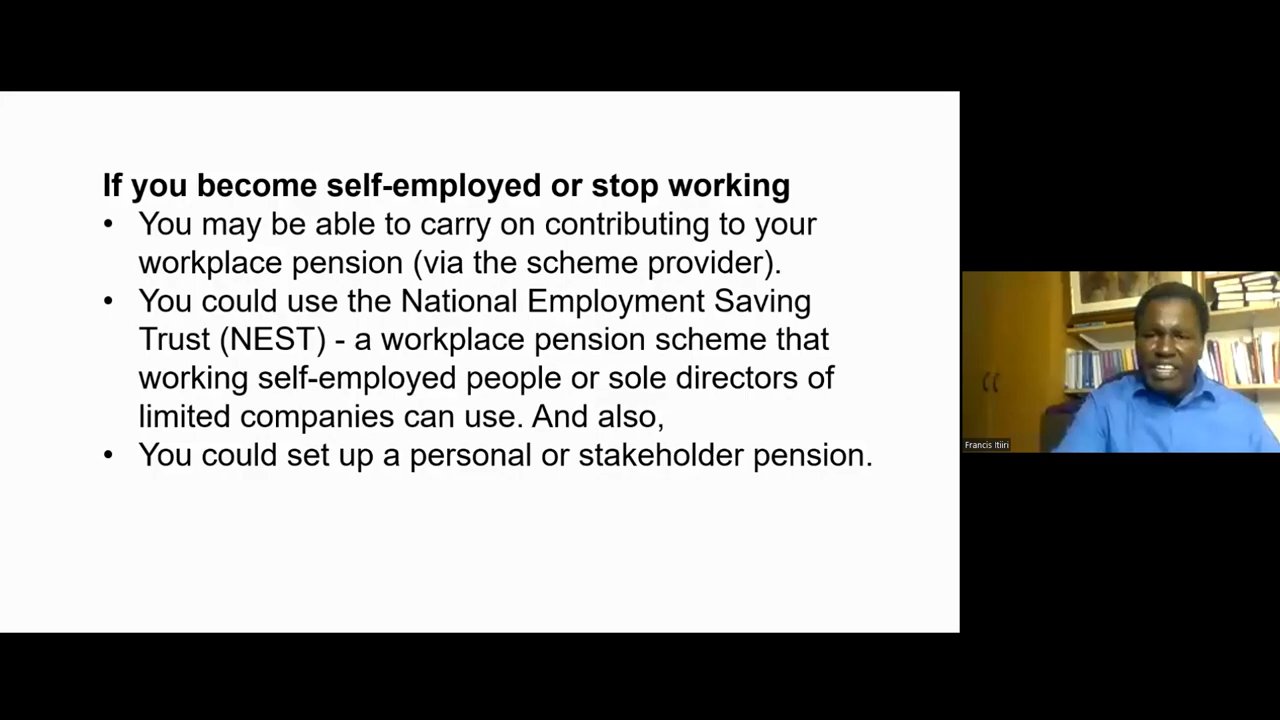 If you become self-employed or stop working
• You may be able to carry on contributing to your
workplace pension (via the scheme provider).
• You could use the National Employment Saving
Trust (NEST) - a workplace pension scheme that
working self-employed people or sole directors of
limited companies can use. And also,
• You could set up a personal or stakeholder pension.
Francis Itiiri